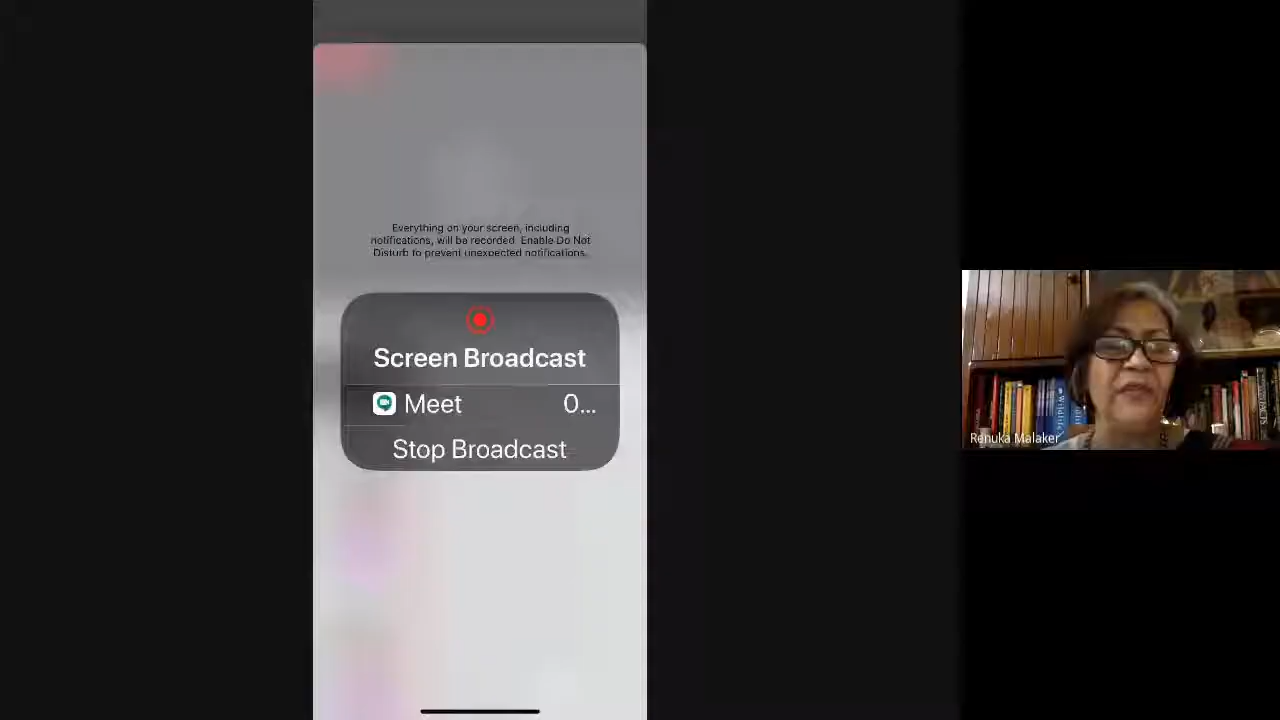 Everything on your screen, including
notifications, will be recorded. Enable Do Not
Disturb to prevent unexpected notifications.
Screen Broadcast
Meet 0...
Stop Broadcast
Renuka Malaker